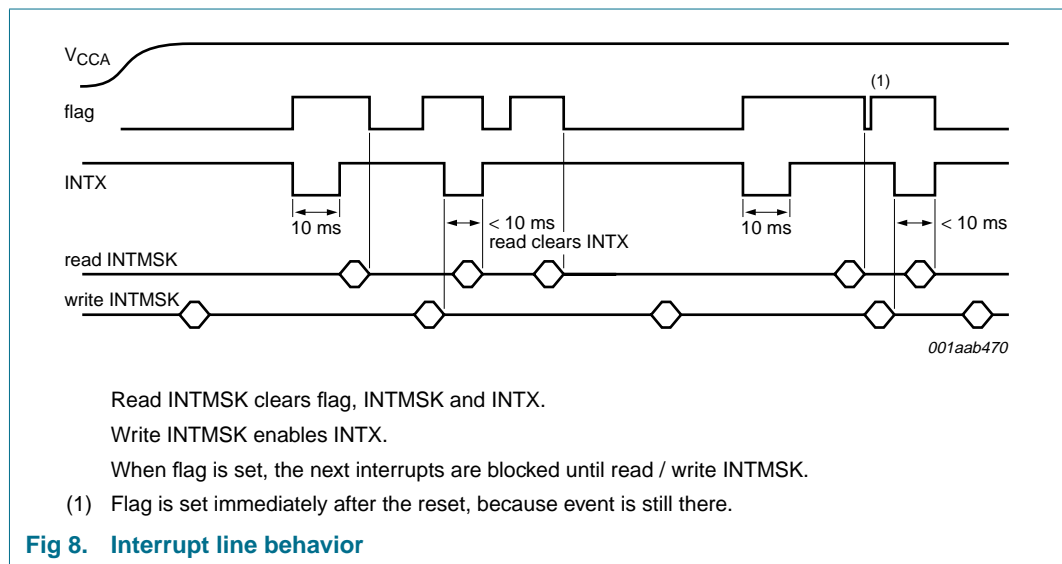 VCCA
flag
(1)
INTX
10 ms
< 10 ms
10 ms
< 10 ms
read clears INTX
read INTMSK
write INTMSK
001aab470
Read INTMSK clears flag, INTMSK and INTX.
Write INTMSK enables INTX.
When flag is set, the next interrupts are blocked until read / write INTMSK.
(1) Flag is set immediately after the reset, because event is still there.
Fig 8. Interrupt line behavior